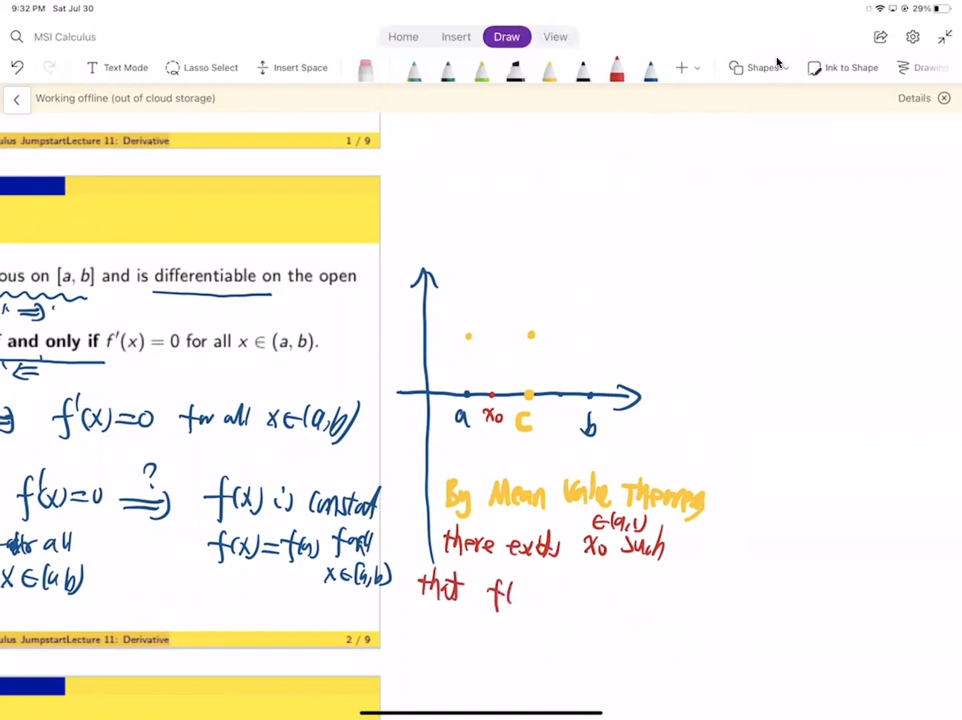 9:32 PM Sat Jul 30
29%
MSI Calculus
Home Insert Draw View
Text Mode Lasso Select Insert Space Shapes Ink to Shape Drawing
Working offline (out of cloud storage) Details
ulus JumpstartLecture 11: Derivative 1 / 9
ous on [a, b] and is differentiable on the open
⇒
and only if f′(x) = 0 for all x ∈ (a, b).
⇐
f'(x)=0 for all x∈(a,b)
a x₀ c b
?
f'(x)=0 ⇒ f(x) is constant
By Mean Value Theorem
f(x)=f(a) for all
x∈(a,b)
for all
x∈(a,b)
there exists x₀ such
that f(
ulus JumpstartLecture 11: Derivative 2 / 9